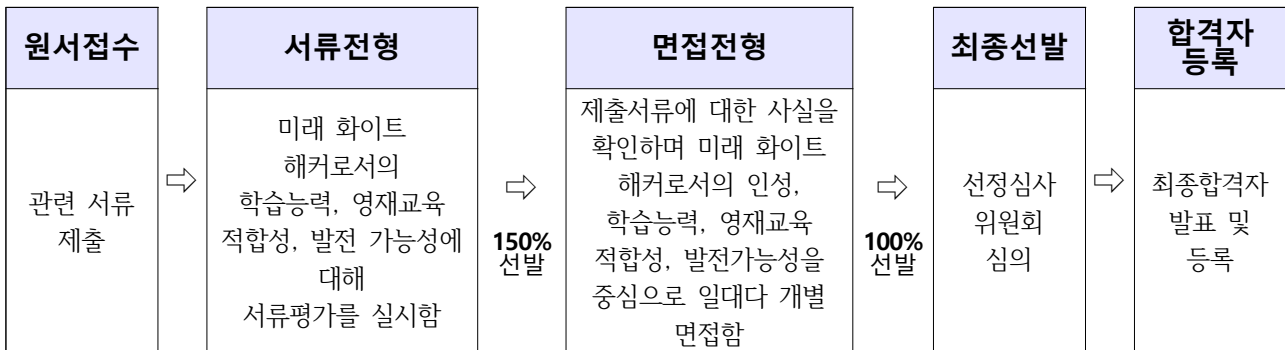 원서접수
관련 서류
제출
⇨
서류전형
미래 화이트
해커로서의
학습능력, 영재교육
적합성, 발전 가능성에
대해
서류평가를 실시함
⇨
150%
선발
면접전형
제출서류에 대한 사실을
확인하며 미래 화이트
해커로서의 인성,
학습능력, 영재교육
적합성, 발전가능성을
중심으로 일대다 개별
면접함
⇨
100%
선발
최종선발
선정심사
위원회
심의
⇨
합격자
등록
최종합격자
발표 및
등록